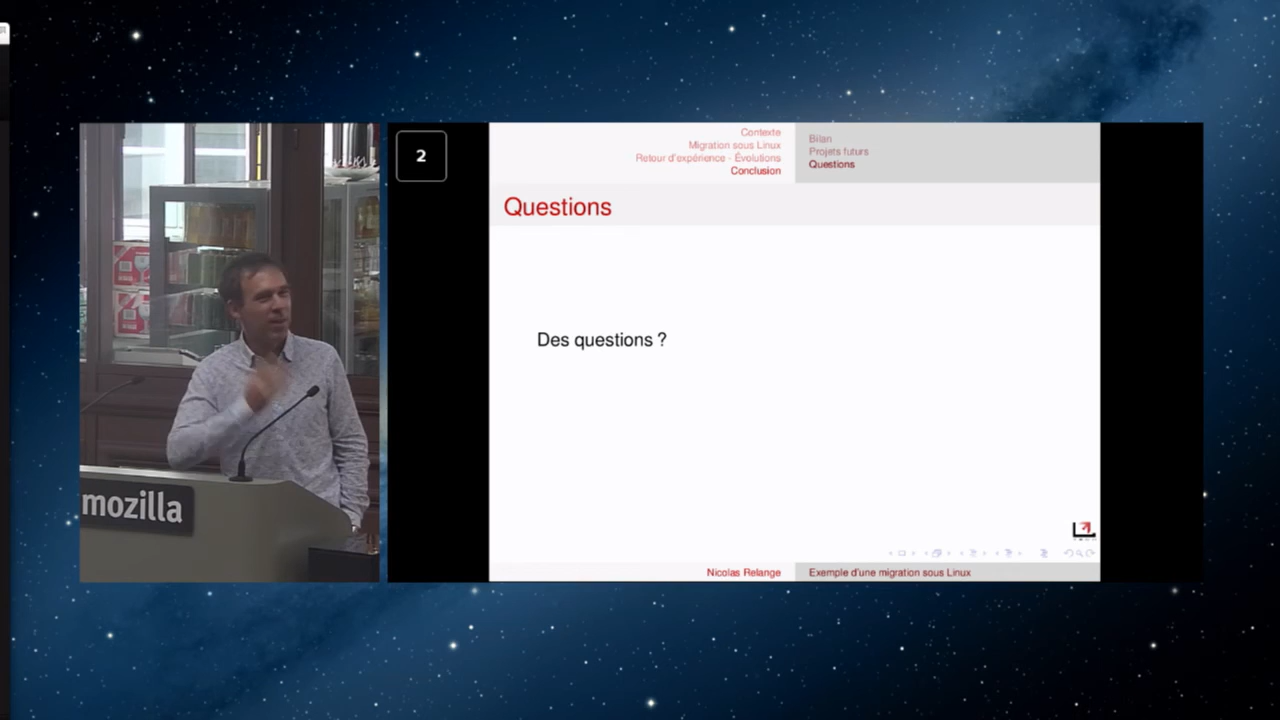 2
Contexte
Migration sous Linux
Retour d'expérience - Évolutions
Conclusion
Bilan
Projets futurs
Questions
Questions
Des questions ?
mozilla
Nicolas Relange
Exemple d'une migration sous Linux